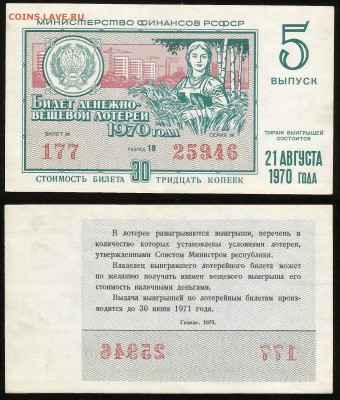 COINS.LAVE.RU
МИНИСТЕРСТВО ФИНАНСОВ РСФСР
5
ВЫПУСК
БИЛЕТ ДЕНЕЖНО-
ВЕЩЕВОЙ ЛОТЕРЕИ
1970 ГОДА
БИЛЕТ №
РАЗРЯД 18
СЕРИЯ №
177
25946
ТИРАЖ ВЫИГРЫШЕЙ
СОСТОИТСЯ
21 АВГУСТА
1970 ГОДА
СТОИМОСТЬ БИЛЕТА 30 ТРИДЦАТЬ КОПЕЕК
В лотерее разыгрываются выигрыши, перечень и
количество которых установлены условиями лотереи,
утвержденными Советом Министров республики.
Владелец выигравшего лотерейного билета может
по желанию получить взамен вещевого выигрыша его
стоимость наличными деньгами.
Выдача выигрышей по лотерейным билетам произво-
дится до 30 июня 1971 года.
Гознак. 1970.
25946
177